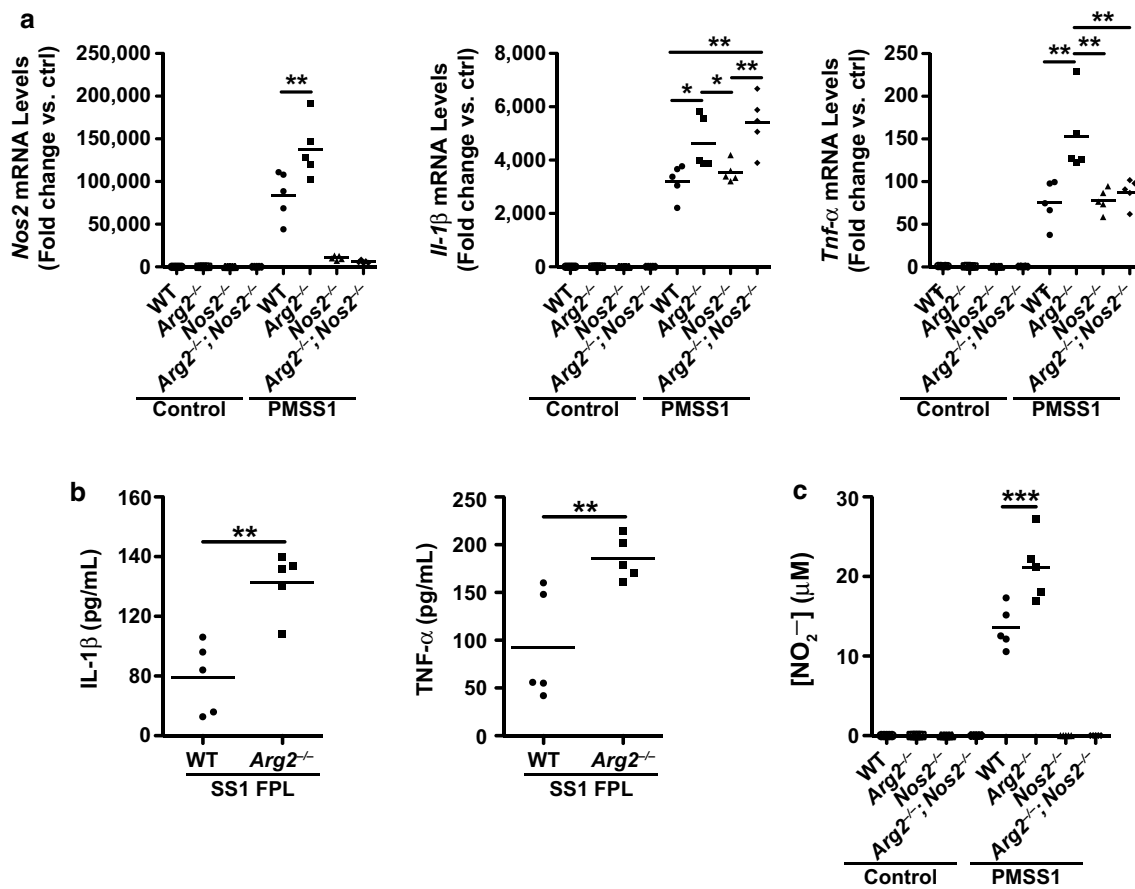 a
Nos2 mRNA Levels
(Fold change vs. ctrl)
250,000
200,000
150,000
100,000
50,000
0
**
WT
Arg2–/–
Nos2–/–
Arg2–/–; Nos2–/–
WT
Arg2–/–
Nos2–/–
Arg2–/–; Nos2–/–
Control
PMSS1
Il-1β mRNA Levels
(Fold change vs. ctrl)
8,000
6,000
4,000
2,000
0
**
*
*
**
WT
Arg2–/–
Nos2–/–
Arg2–/–; Nos2–/–
WT
Arg2–/–
Nos2–/–
Arg2–/–; Nos2–/–
Control
PMSS1
Tnf-α mRNA Levels
(Fold change vs. ctrl)
250
200
150
100
50
0
**
**
**
WT
Arg2–/–
Nos2–/–
Arg2–/–; Nos2–/–
WT
Arg2–/–
Nos2–/–
Arg2–/–; Nos2–/–
Control
PMSS1
b
IL-1β (pg/mL)
160
140
120
80
0
**
WT
Arg2–/–
SS1 FPL
TNF-α (pg/mL)
250
200
150
100
50
0
**
WT
Arg2–/–
SS1 FPL
c
[NO2—] (μM)
30
20
10
0
***
WT
Arg2–/–
Nos2–/–
Arg2–/–; Nos2–/–
WT
Arg2–/–
Nos2–/–
Arg2–/–; Nos2–/–
Control
PMSS1